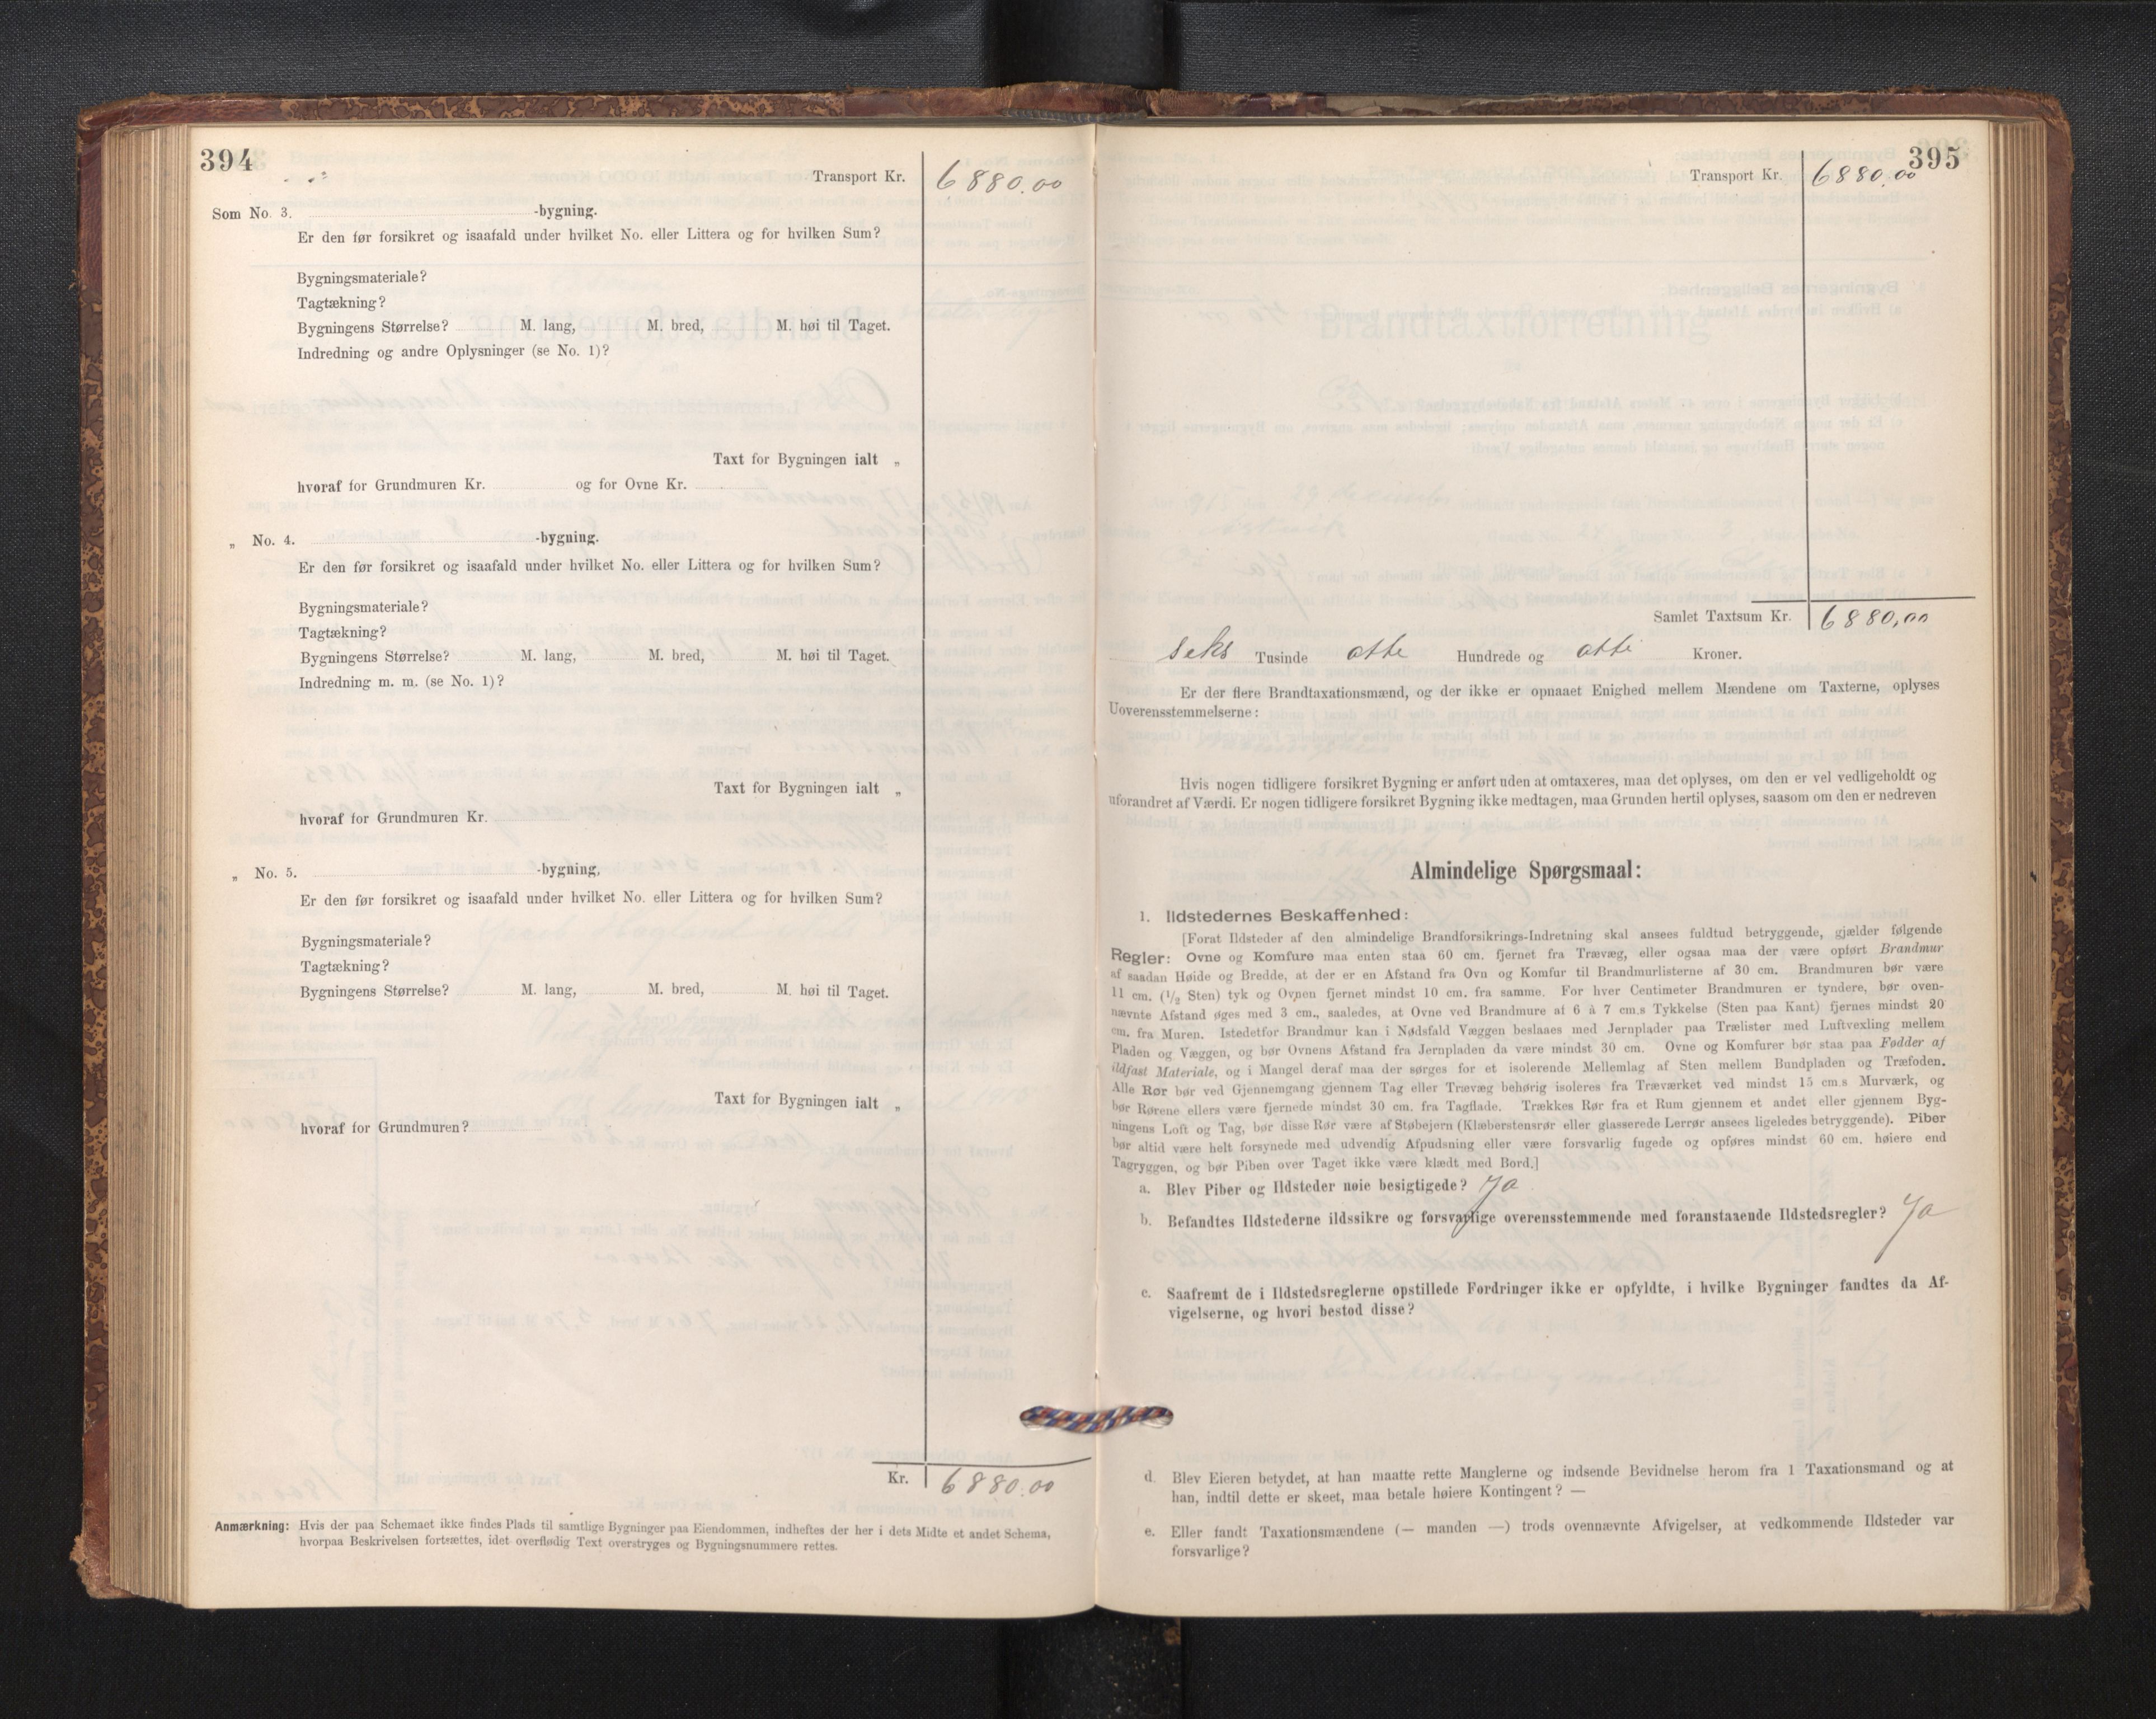 394
Transport Kr. 6880.00
Som No. 3. -bygning.
Er den før forsikret og isaafald under hvilket No. eller Littera og for hvilken Sum?
Bygningsmateriale?
Tagtækning?
Bygningens Størrelse? M. lang, M. bred, M. høi til Taget.
Indredning og andre Oplysninger (se No. 1)?
Taxt for Bygningen ialt „
hvoraf for Grundmuren Kr. og for Ovne Kr.
„ No. 4. -bygning.
Er den før forsikret og isaafald under hvilket No. eller Littera og for hvilken Sum?
Bygningsmateriale?
Tagtækning?
Bygningens Størrelse? M. lang, M. bred, M. høi til Taget.
Indredning m. m. (se No. 1)?
Taxt for Bygningen ialt „
hvoraf for Grundmuren Kr.
„ No. 5. -bygning,
Er den før forsikret og isaafald under hvilket No. eller Littera og for hvilken Sum?
Bygningsmateriale?
Tagtækning?
Bygningens Størrelse? M. lang, M. bred, M. høi til Taget.
Taxt for Bygningen ialt „
hvoraf for Grundmuren?
Kr. 6880.00
Anmærkning: Hvis der paa Schemaet ikke findes Plads til samtlige Bygninger paa Eiendommen, indheftes der her i dets Midte et andet Schema,
hvorpaa Beskrivelsen fortsættes, idet overflødig Text overstryges og Bygningsnummere rettes.
395
Transport Kr. 6880,00
Samlet Taxtsum Kr. 6880,00
seks Tusinde otte Hundrede og otti Kroner.
Er der flere Brandtaxationsmænd, og der ikke er opnaaet Enighed mellem Mændene om Taxterne, oplyses
Uoverensstemmelserne:
Hvis nogen tidligere forsikret Bygning er anført uden at omtaxeres, maa det oplyses, om den er vel vedligeholdt og
uforandret af Værdi. Er nogen tidligere forsikret Bygning ikke medtagen, maa Grunden hertil oplyses, saasom om den er nedreven
Almindelige Spørgsmaal:
1. Ildstedernes Beskaffenhed:
[Forat Ildsteder af den almindelige Brandforsikrings-Indretning skal ansees fuldtud betryggende, gjælder følgende
Regler: Ovne og Komfure maa enten staa 60 cm. fjernet fra Trævæg, eller ogsaa maa der være opført Brandmur
af saadan Høide og Bredde, at der er en Afstand fra Ovn og Komfur til Brandmurlisterne af 30 cm. Brandmuren bør være
11 cm. (1/2 Sten) tyk og Ovnen fjernet mindst 10 cm. fra samme. For hver Centimeter Brandmuren er tyndere, bør oven-
nævnte Afstand øges med 3 cm., saaledes, at Ovne ved Brandmure af 6 à 7 cm.s Tykkelse (Sten paa Kant) fjernes mindst 20
cm. fra Muren. Istedetfor Brandmur kan i Nødsfald Væggen beslaaes med Jernplader paa Trælister med Luftvexling mellem
Pladen og Væggen, og bør Ovnens Afstand fra Jernpladen da være mindst 30 cm. Ovne og Komfurer bør staa paa Fødder af
ildfast Materiale, og i Mangel deraf maa der sørges for et isolerende Mellemlag af Sten mellem Bundpladen og Træfoden.
Alle Rør bør ved Gjennemgang gjennem Tag eller Trævæg behørig isoleres fra Træværket ved mindst 15 cm.s Murværk, og
bør Rørene ellers være fjernede mindst 30 cm. fra Tagflade. Trækkes Rør fra et Rum gjennem et andet eller gjennem Byg-
ningens Loft og Tag, bør disse Rør være af Støbejern (Klæberstensrør eller glasserede Lerrør ansees ligeledes betryggende). Piber
bør altid være helt forsynede med udvendig Afpudsning eller være forsvarlig fugede og opføres mindst 60 cm. høiere end
Tagryggen, og bør Piben over Taget ikke være klædt med Bord.]
a. Blev Piber og Ildsteder nøie besigtigede? Ja
b. Befandtes Ildstederne ildssikre og forsvarlige overensstemmende med foranstaaende Ildstedsregler? Ja
c. Saafremt de i Ildstedsreglerne opstillede Fordringer ikke er opfyldte, i hvilke Bygninger fandtes da Af-
vigelserne, og hvori bestod disse?
d. Blev Eieren betydet, at han maatte rette Manglerne og indsende Bevidnelse herom fra 1 Taxationsmand og at
han, indtil dette er skeet, maa betale høiere Kontingent? —
e. Eller fandt Taxationsmændene (— manden —) trods ovennævnte Afvigelser, at vedkommende Ildsteder var
forsvarlige?